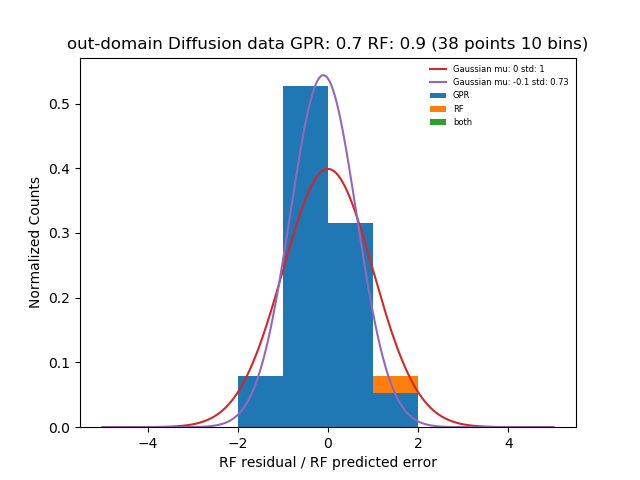 out-domain Diffusion data GPR: 0.7 RF: 0.9 (38 points 10 bins)
Gaussian mu: 0 std: 1
Gaussian mu: -0.1 std: 0.73
GPR
RF
both
Normalized Counts
0.5
0.4
0.3
0.2
0.1
0.0
−4
−2
0
2
4
RF residual / RF predicted error